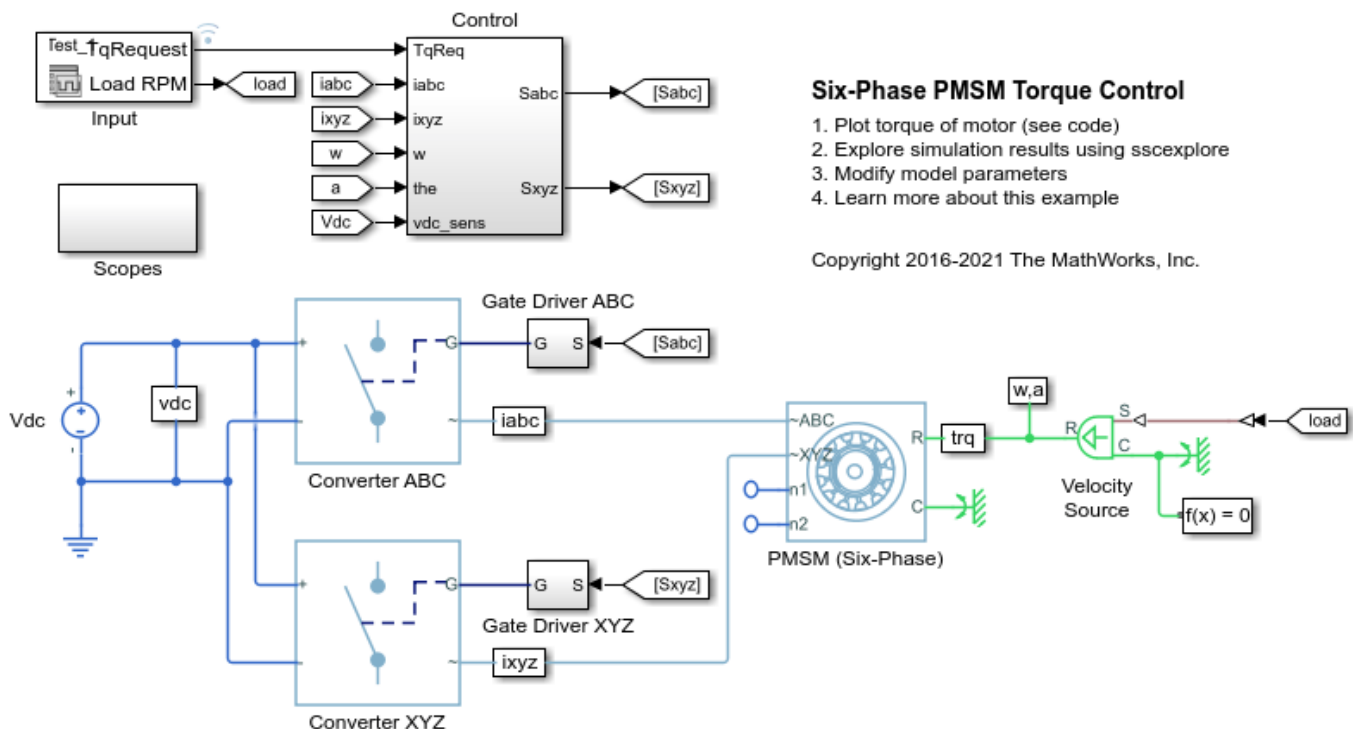 Control
Test_
TqRequest
Load RPM
Input
load
iabc
ixyz
w
a
Vdc
TqReq
iabc
ixyz
w
the
vdc_sens
Sabc
Sxyz
[Sabc]
[Sxyz]
Six-Phase PMSM Torque Control
1. Plot torque of motor (see code)
2. Explore simulation results using sscexplore
3. Modify model parameters
4. Learn more about this example
Copyright 2016-2021 The MathWorks, Inc.
Scopes
Gate Driver ABC
+
G
G
S
[Sabc]
Vdc
+
-
vdc
-
~
iabc
Converter ABC
~ABC
~XYZ
n1
n2
R
C
PMSM (Six-Phase)
trq
w,a
R
S
C
load
Velocity
Source
f(x) = 0
+
G
G
S
[Sxyz]
Gate Driver XYZ
-
~
ixyz
Converter XYZ